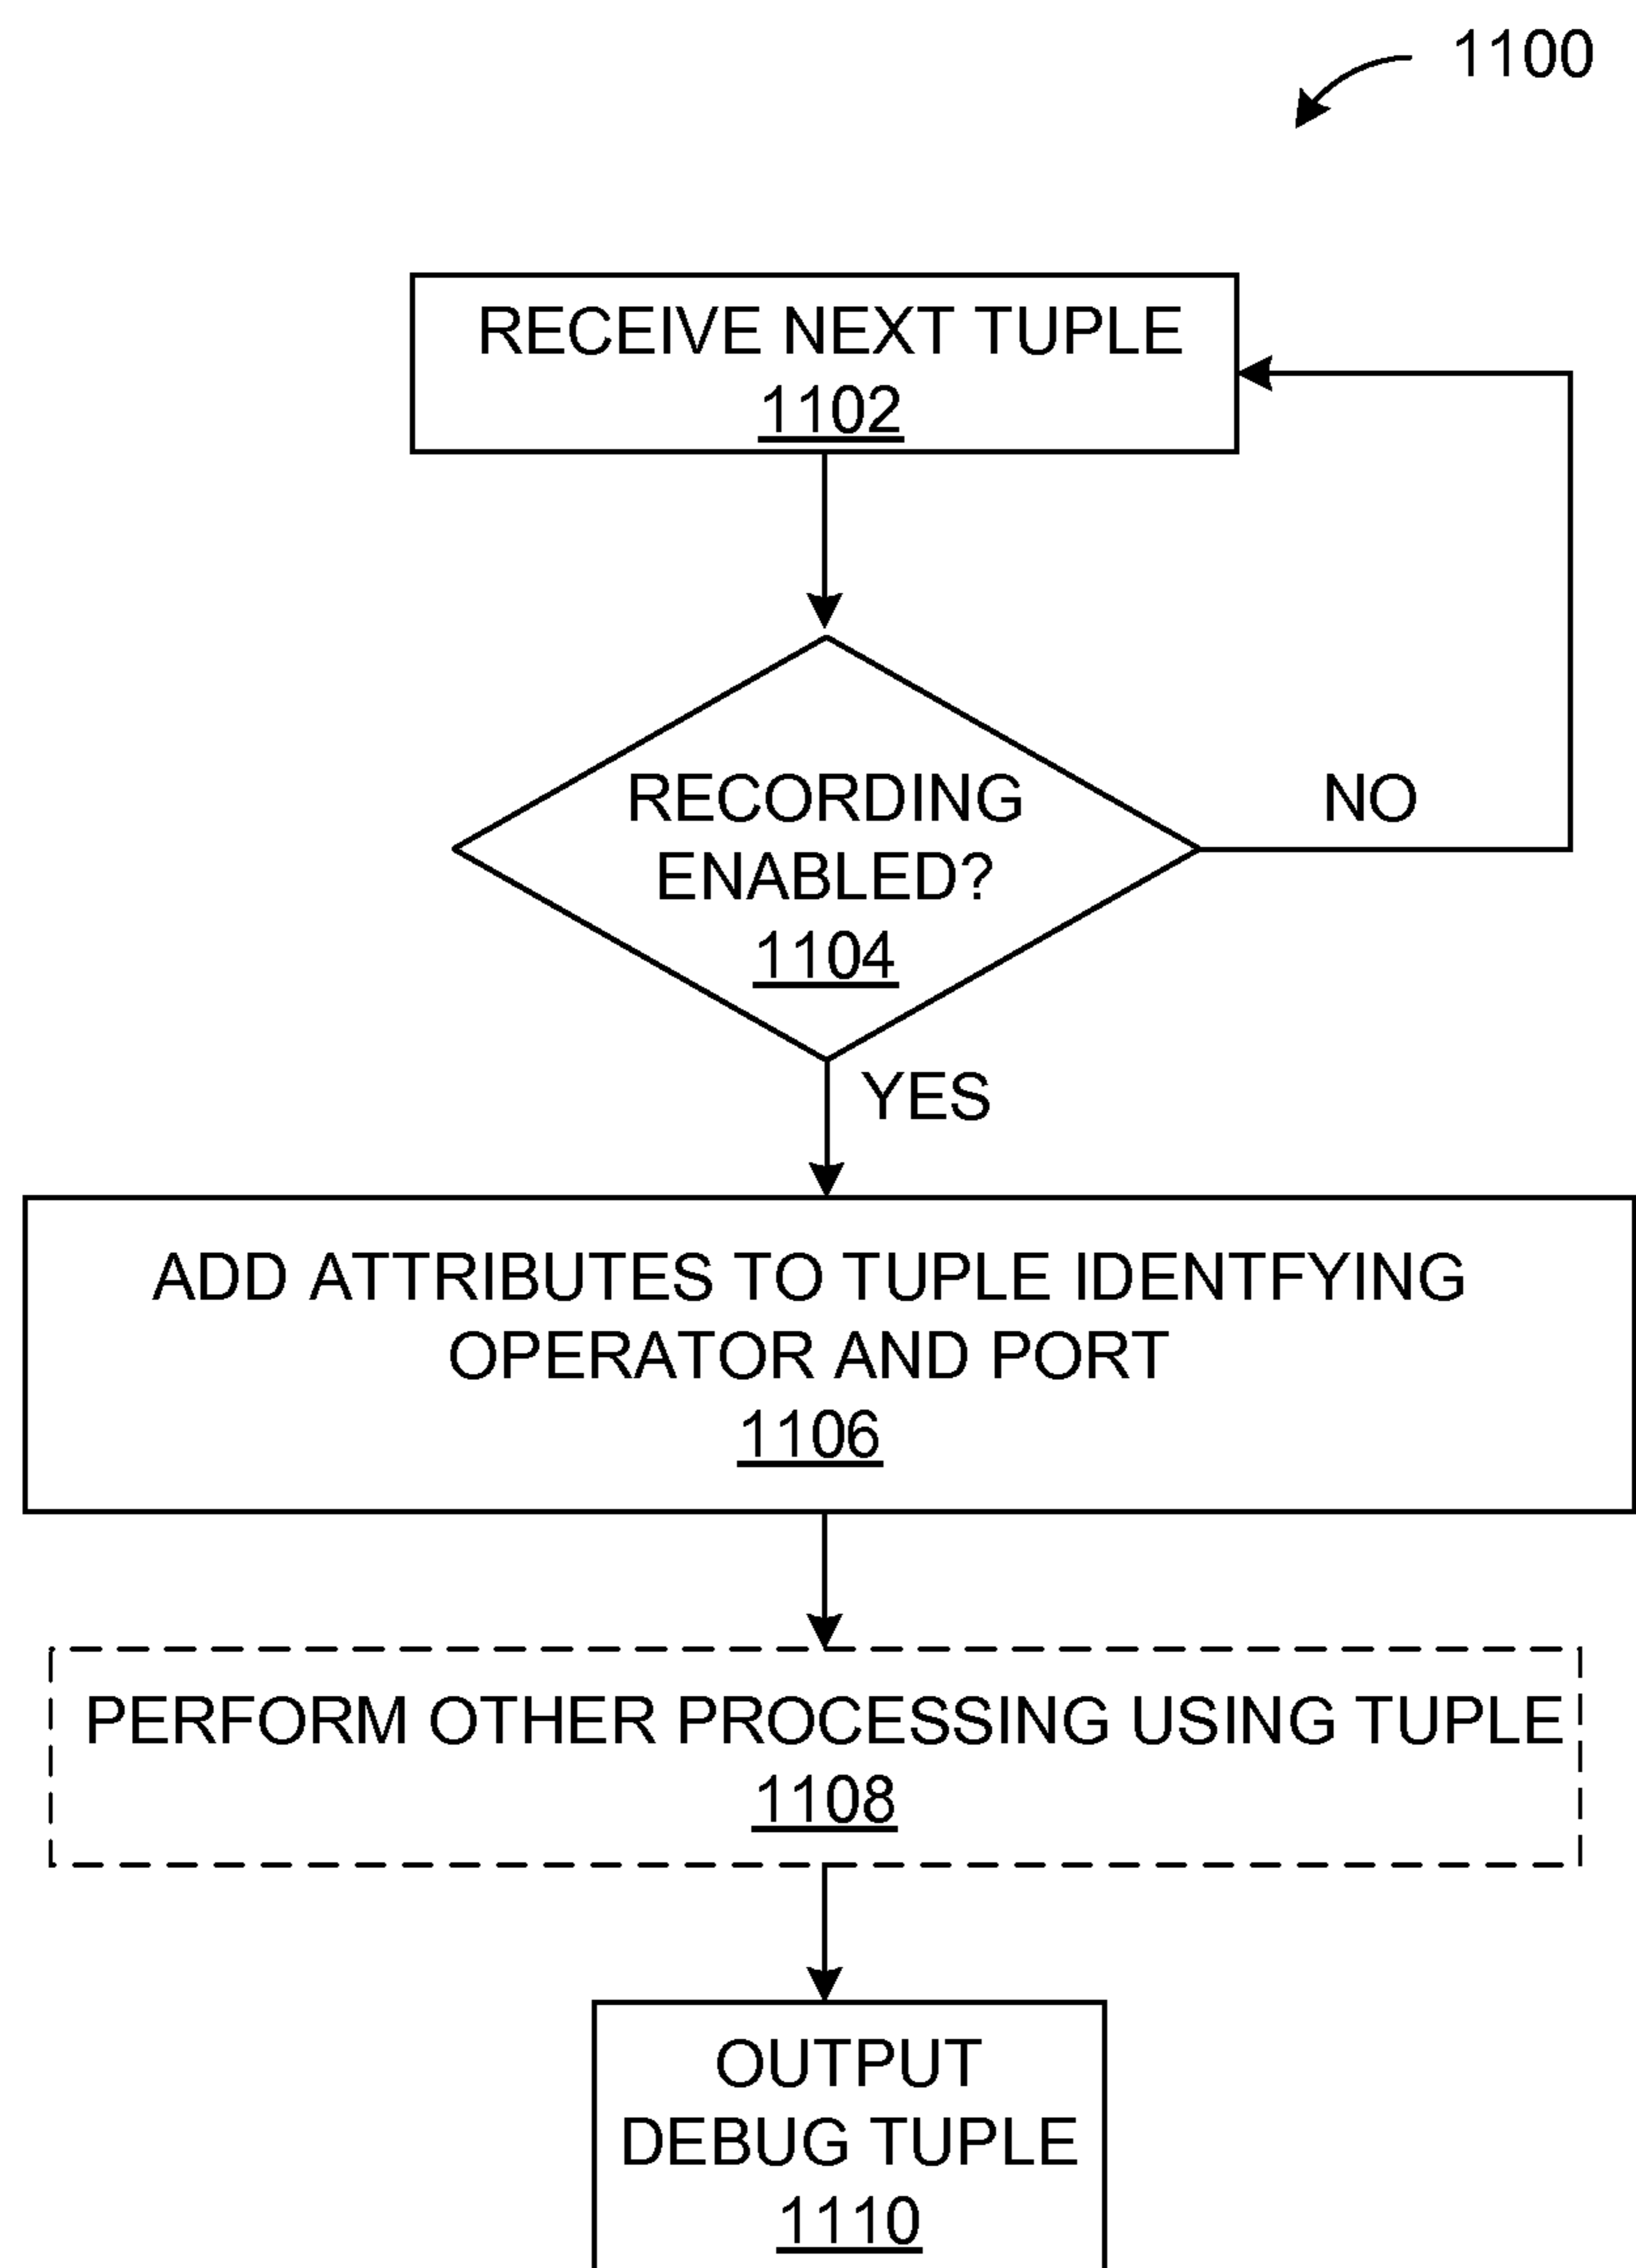 1100
RECEIVE NEXT TUPLE
1102
RECORDING
ENABLED?
1104
NO
YES
ADD ATTRIBUTES TO TUPLE IDENTFYING
OPERATOR AND PORT
1106
PERFORM OTHER PROCESSING USING TUPLE
1108
OUTPUT
DEBUG TUPLE
1110